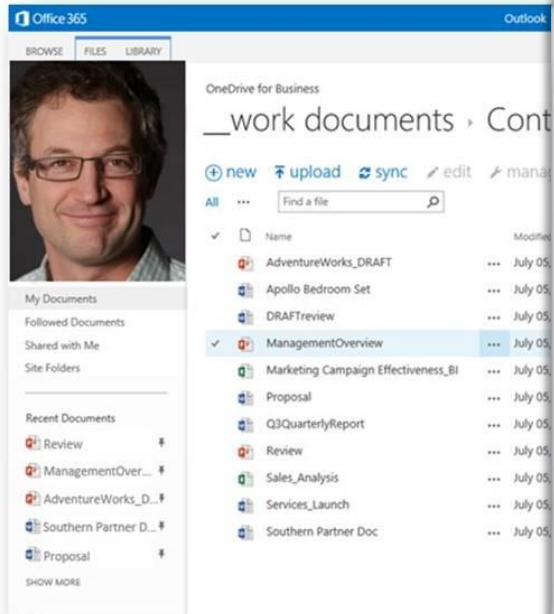 Office 365
Outlook
BROWSE FILES LIBRARY
OneDrive for Business
__work documents › Cont
new upload sync edit manag
All ... Find a file
Name Modified
AdventureWorks_DRAFT ... July 05,
Apollo Bedroom Set ... July 05,
DRAFTreview ... July 05,
ManagementOverview ... July 05,
Marketing Campaign Effectiveness_BI ... July 05,
Proposal ... July 05,
Q3QuarterlyReport ... July 05,
Review ... July 05,
Sales_Analysis ... July 05,
Services_Launch ... July 05,
Southern Partner Doc ... July 05,
My Documents
Followed Documents
Shared with Me
Site Folders
Recent Documents
Review
ManagementOver...
AdventureWorks_D...
Southern Partner D...
Proposal
SHOW MORE